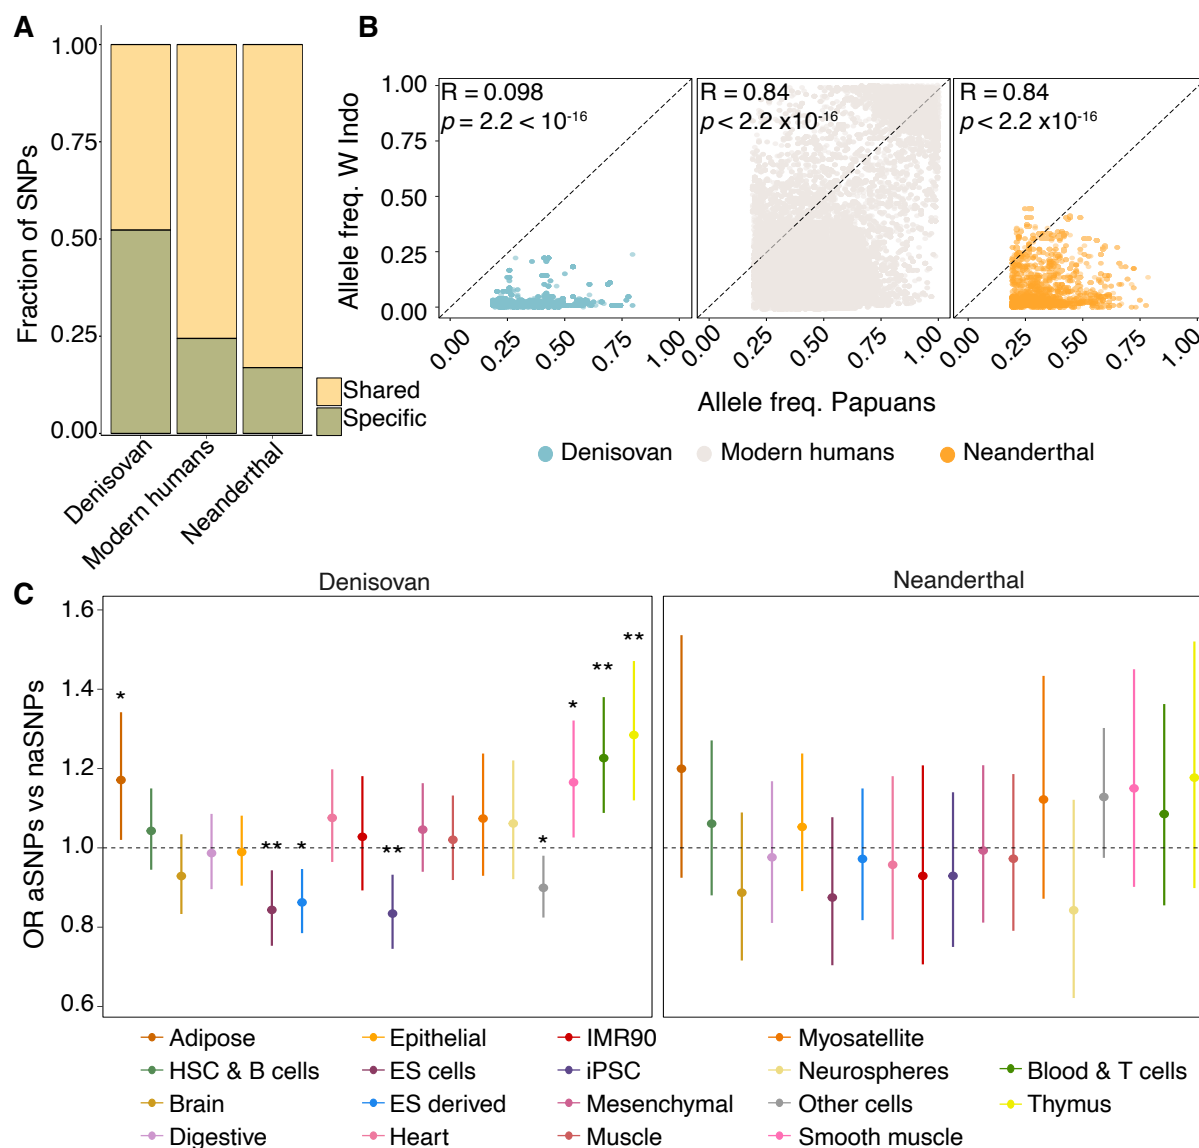 A
B
1.00
0.75
0.50
0.25
0.00
Fraction of SNPs
Denisovan
Modern humans
Neanderthal
Shared
Specific
Allele freq. W Indo
1.00
0.75
0.50
0.25
0.00
R = 0.098
p = 2.2 < 10-16
R = 0.84
p < 2.2 x10-16
R = 0.84
p < 2.2 x10-16
0.00 0.25 0.50 0.75 1.00
0.00 0.25 0.50 0.75 1.00
0.00 0.25 0.50 0.75 1.00
Allele freq. Papuans
Denisovan Modern humans Neanderthal
C
Denisovan
Neanderthal
OR aSNPs vs naSNPs
1.6
1.4
1.2
1.0
0.8
0.6
* ** * ** * * ** **
Adipose Epithelial IMR90 Myosatellite
HSC & B cells ES cells iPSC Neurospheres Blood & T cells
Brain ES derived Mesenchymal Other cells Thymus
Digestive Heart Muscle Smooth muscle